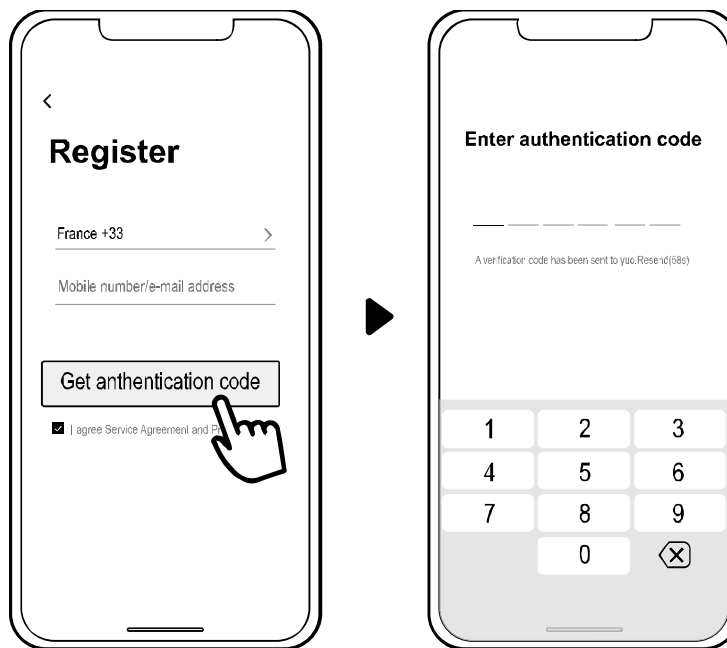 Register
France +33
Mobile number/e-mail address
Get anthentication code
I agree Service Agreement and
Enter authentication code
A verification code has been sent to yuo.Resend(58s)
1 2 3
4 5 6
7 8 9
0